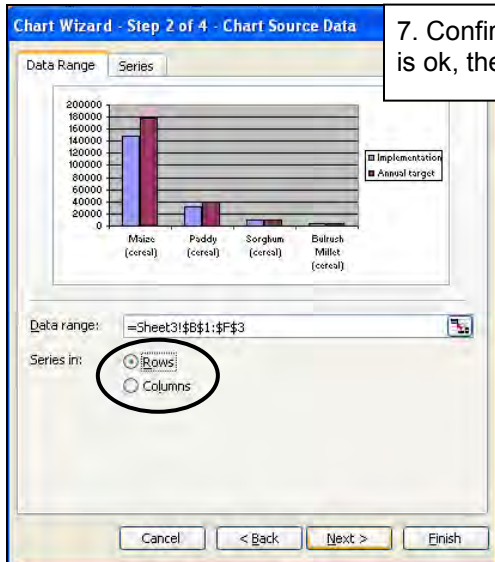 Chart Wizard - Step 2 of 4 - Chart Source Data
7. Confir
is ok, the
Data Range
Series
200000
180000
160000
140000
120000
100000
80000
60000
40000
20000
0
Implementation
Annual target
Maize (cereal)
Paddy (cereal)
Sorghum (cereal)
Bulrush Millet (cereal)
Data range:
=Sheet3!$B$1:$F$3
Series in:
Rows
Columns
Cancel
< Back
Next >
Finish